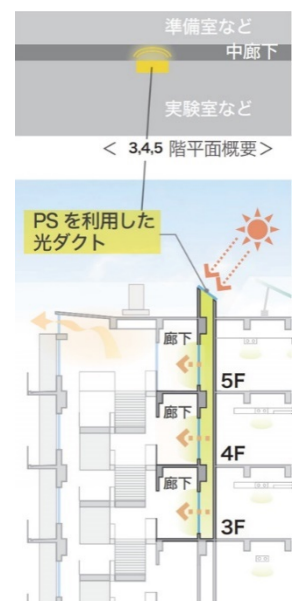 準備室など
中廊下
実験室など
＜ 3,4,5 階平面概要＞
PS を利用した
光ダクト
廊下
5F
廊下
4F
廊下
3F